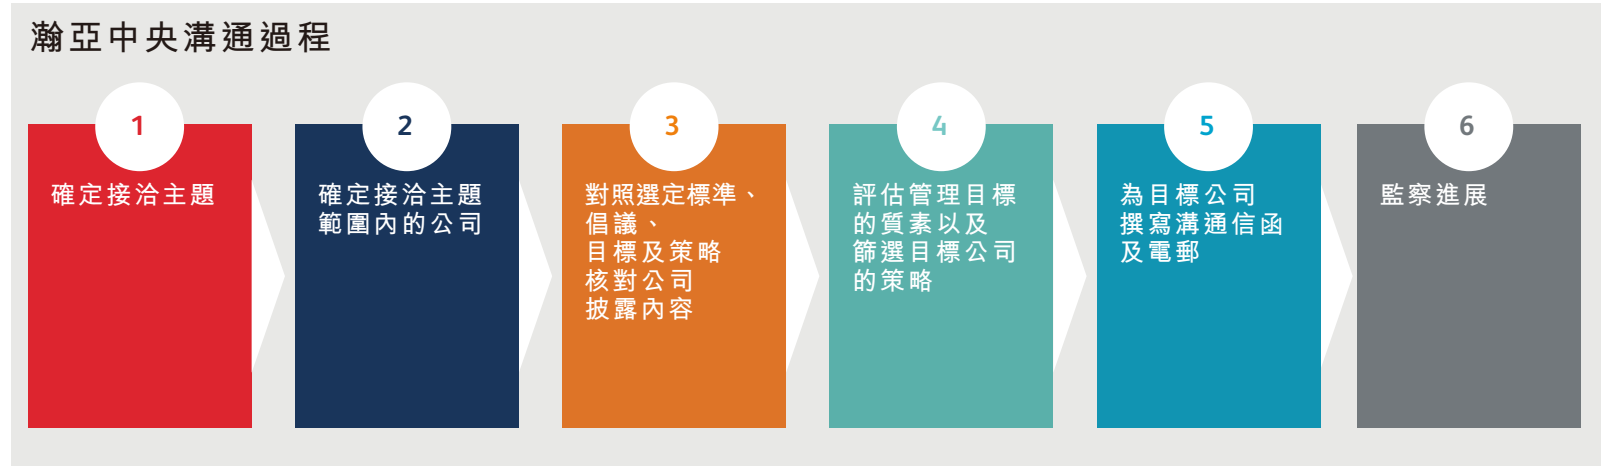 瀚亞中央溝通過程
1
確定接洽主題
2
確定接洽主題
範圍內的公司
3
對照選定標準、
倡議、
目標及策略
核對公司
披露內容
4
評估管理目標
的質素以及
篩選目標公司
的策略
5
為目標公司
撰寫溝通信函
及電郵
6
監察進展